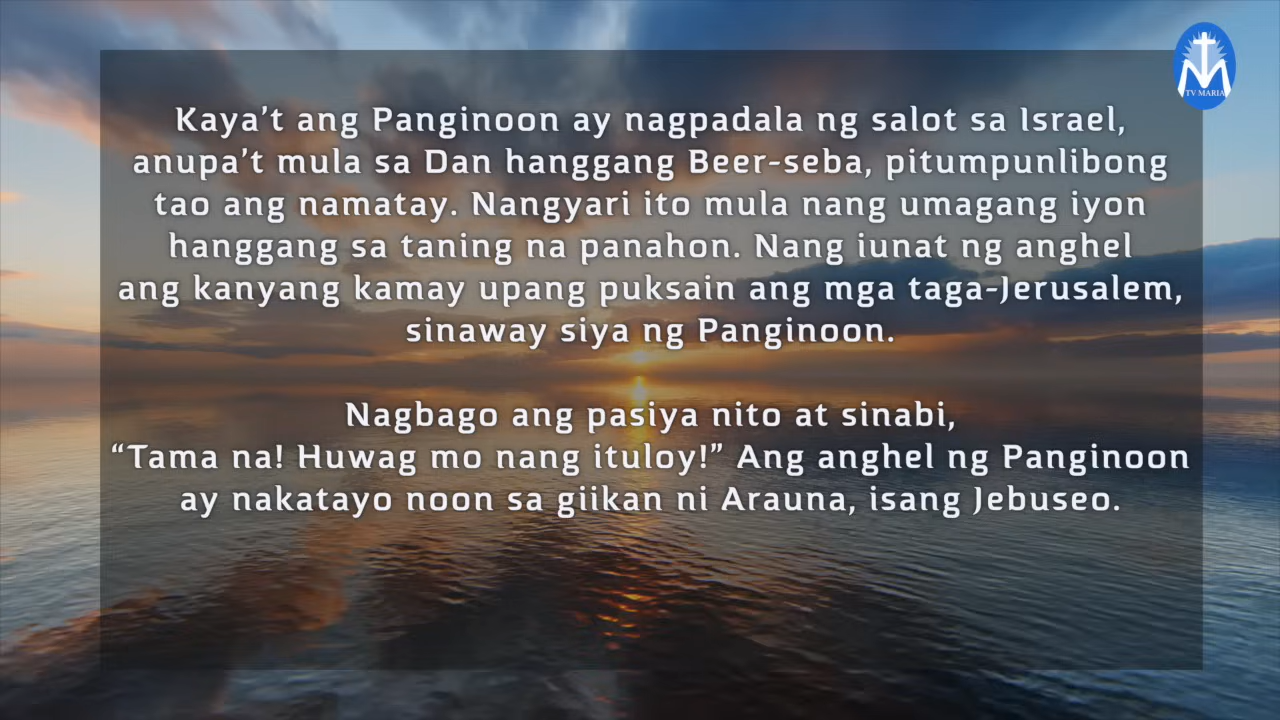 TV MARIA
Kaya’t ang Panginoon ay nagpadala ng salot sa Israel,
anupa’t mula sa Dan hanggang Beer-seba, pitumpunlibong
tao ang namatay. Nangyari ito mula nang umagang iyon
hanggang sa taning na panahon. Nang iunat ng anghel
ang kanyang kamay upang puksain ang mga taga-Jerusalem,
sinaway siya ng Panginoon.
Nagbago ang pasiya nito at sinabi,
“Tama na! Huwag mo nang ituloy!” Ang anghel ng Panginoon
ay nakatayo noon sa giikan ni Arauna, isang Jebuseo.